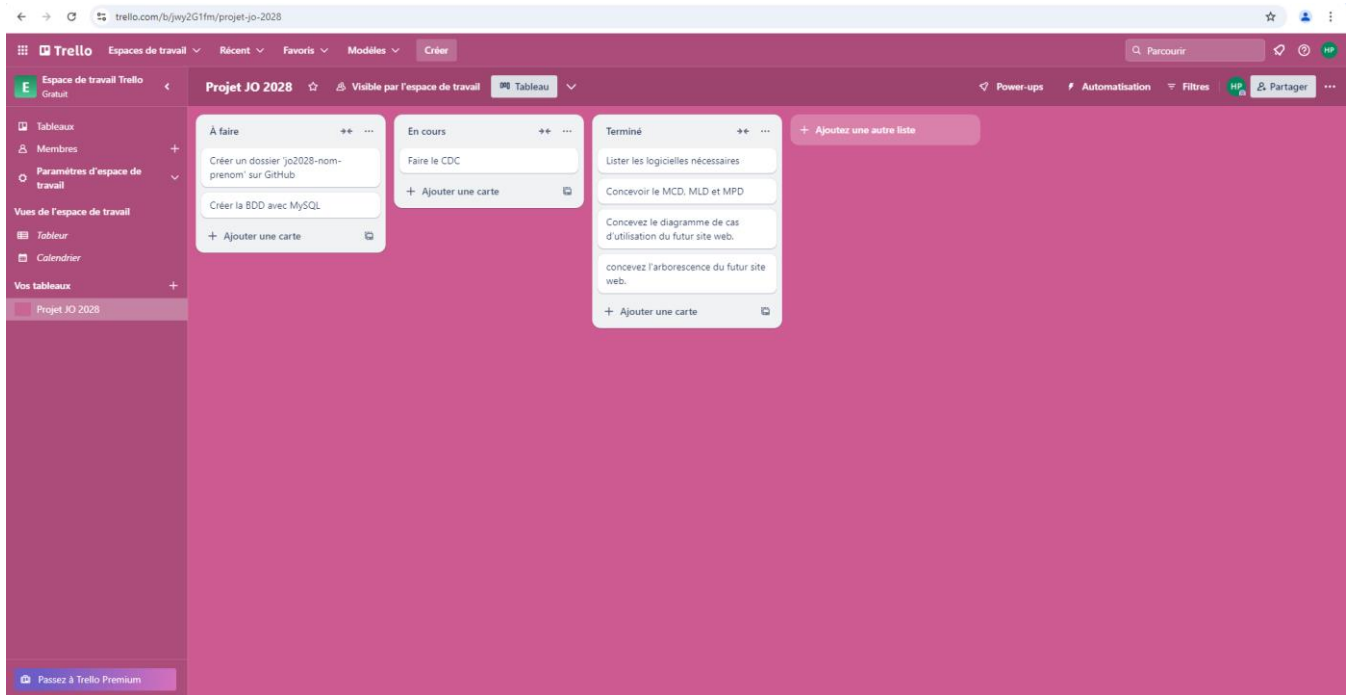 trello.com/b/jwy2G1fm/projet-jo-2028
Trello Espaces de travail Récent Favoris Modèles Créer Parcourir HP
E Espace de travail Trello
Gratuit
Projet JO 2028 Visible par l'espace de travail Tableau Power-ups Automatisation Filtres HP Partager
Tableaux
Membres
Paramètres d'espace de
travail
Vues de l'espace de travail
Tableur
Calendrier
Vos tableaux
Projet JO 2028
Passez à Trello Premium
À faire
Créer un dossier 'jo2028-nom-
prenom' sur GitHub
Créer la BDD avec MySQL
+ Ajouter une carte
En cours
Faire le CDC
+ Ajouter une carte
Terminé
Lister les logicielles nécessaires
Concevoir le MCD, MLD et MPD
Concevez le diagramme de cas
d'utilisation du futur site web.
concevez l'arborescence du futur site
web.
+ Ajouter une carte
+ Ajoutez une autre liste